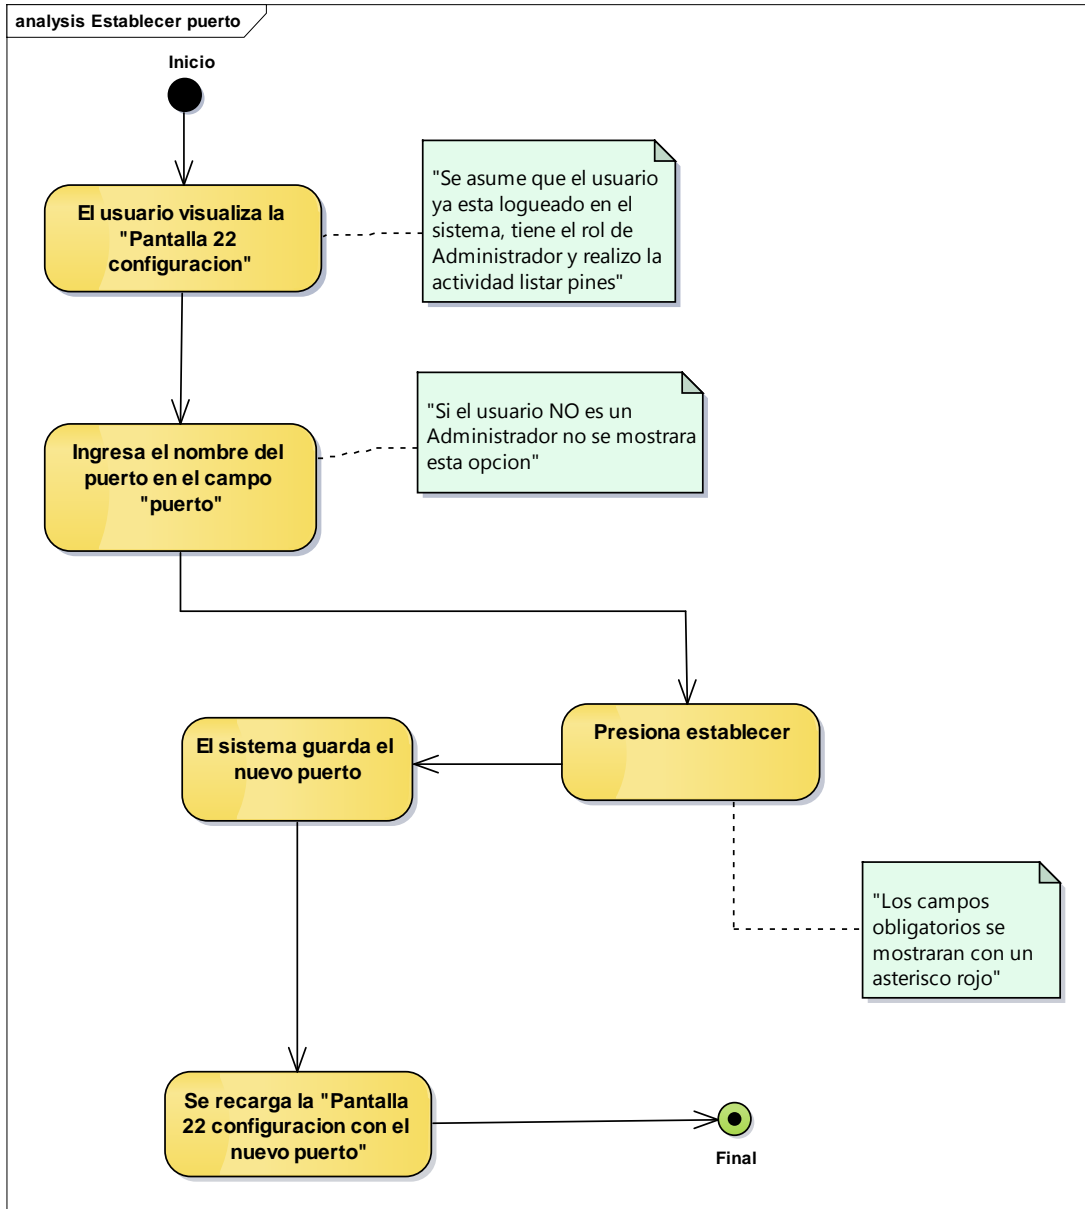 analysis Establecer puerto
Inicio
El usuario visualiza la
"Pantalla 22
configuracion"
"Se asume que el usuario
ya esta logueado en el
sistema, tiene el rol de
Administrador y realizo la
actividad listar pines"
Ingresa el nombre del
puerto en el campo
"puerto"
"Si el usuario NO es un
Administrador no se mostrara
esta opcion"
Presiona establecer
El sistema guarda el
nuevo puerto
"Los campos
obligatorios se
mostraran con un
asterisco rojo"
Se recarga la "Pantalla
22 configuracion con el
nuevo puerto"
Final